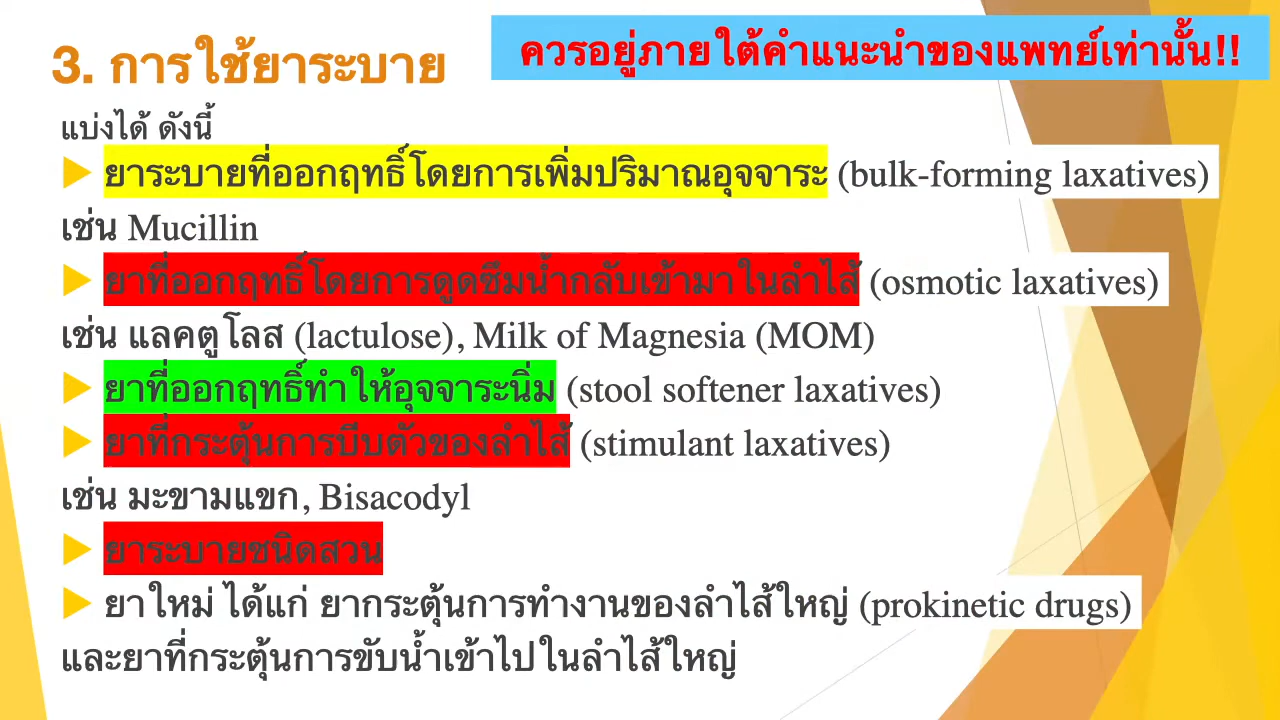 3. การใช้ยาระบาย
ควรอยู่ภายใต้คำแนะนำของแพทย์เท่านั้น!!
แบ่งได้ ดังนี้
ยาระบายที่ออกฤทธิ์โดยการเพิ่มปริมาณอุจจาระ (bulk-forming laxatives)
เช่น Mucillin
ยาที่ออกฤทธิ์โดยการดูดซึมน้ำกลับเข้ามาในลำไส้ (osmotic laxatives)
เช่น แลคตูโลส (lactulose), Milk of Magnesia (MOM)
ยาที่ออกฤทธิ์ทำให้อุจจาระนิ่ม (stool softener laxatives)
ยาที่กระตุ้นการบีบตัวของลำไส้ (stimulant laxatives)
เช่น มะขามแขก, Bisacodyl
ยาระบายชนิดสวน
ยาใหม่ ได้แก่ ยากระตุ้นการทำงานของลำไส้ใหญ่ (prokinetic drugs)
และยาที่กระตุ้นการขับน้ำเข้าไปในลำไส้ใหญ่